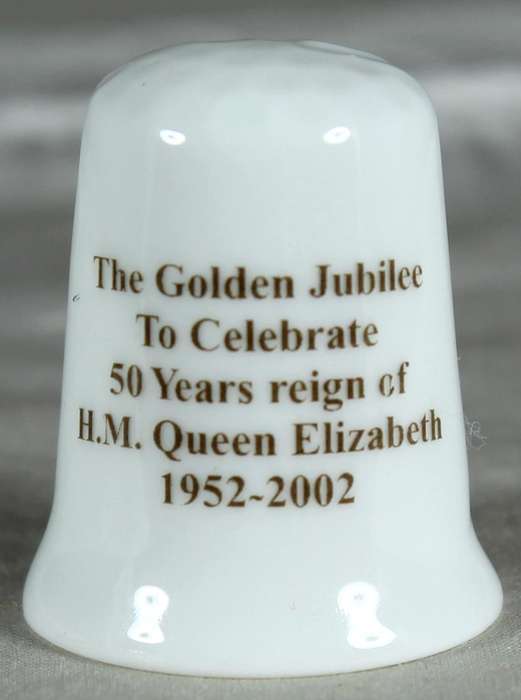 The Golden Jubilee
To Celebrate
50 Years reign of
H.M. Queen Elizabeth
1952~2002